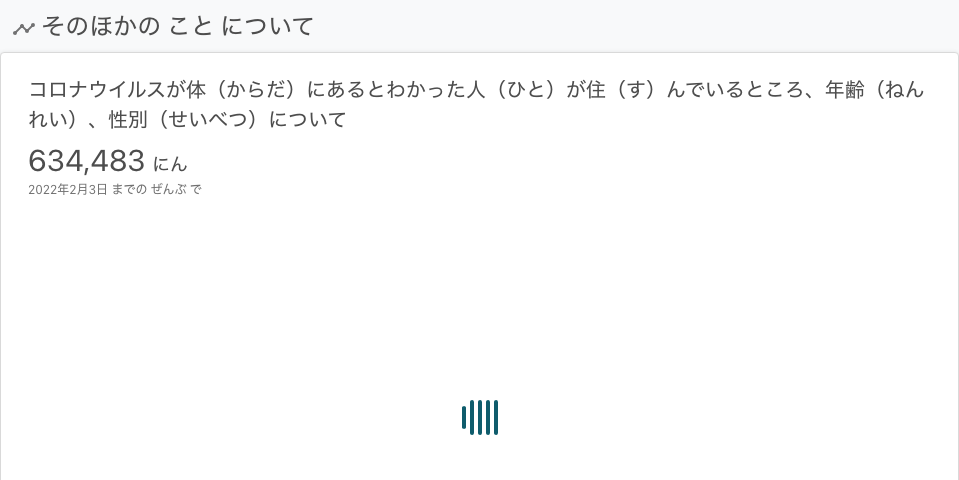 そのほかの こと について
コロナウイルスが体（からだ）にあるとわかった人（ひと）が住（す）んでいるところ、年齢（ねん
れい）、性別（せいべつ）について
634,483 にん
2022年2月3日 までの ぜんぶ で